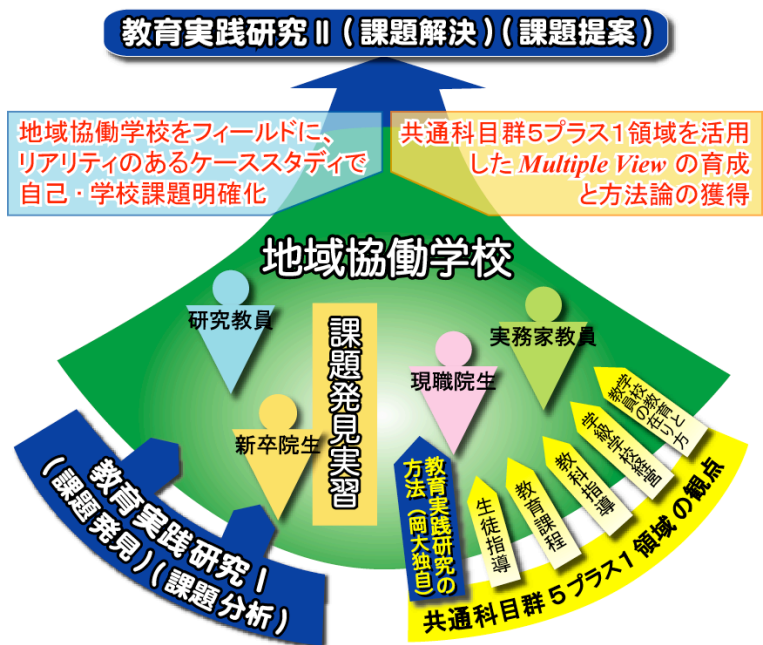 教育実践研究Ⅱ(課題解決)(課題提案)
地域協働学校をフィールドに、
リアリティのあるケーススタディで
自己・学校課題明確化
共通科目群5プラス1領域を活用
した Multiple View の育成
と方法論の獲得
地域協働学校
研究教員
新卒院生
課題発見実習
現職院生
実務家教員
教育実践研究Ⅰ
(課題発見)(課題分析)
教育実践研究の
方法(岡大独自)
生徒指導
教育課程
教科指導
学級学校経営
学校教育と
教員の在り方
共通科目群5プラス1領域の観点